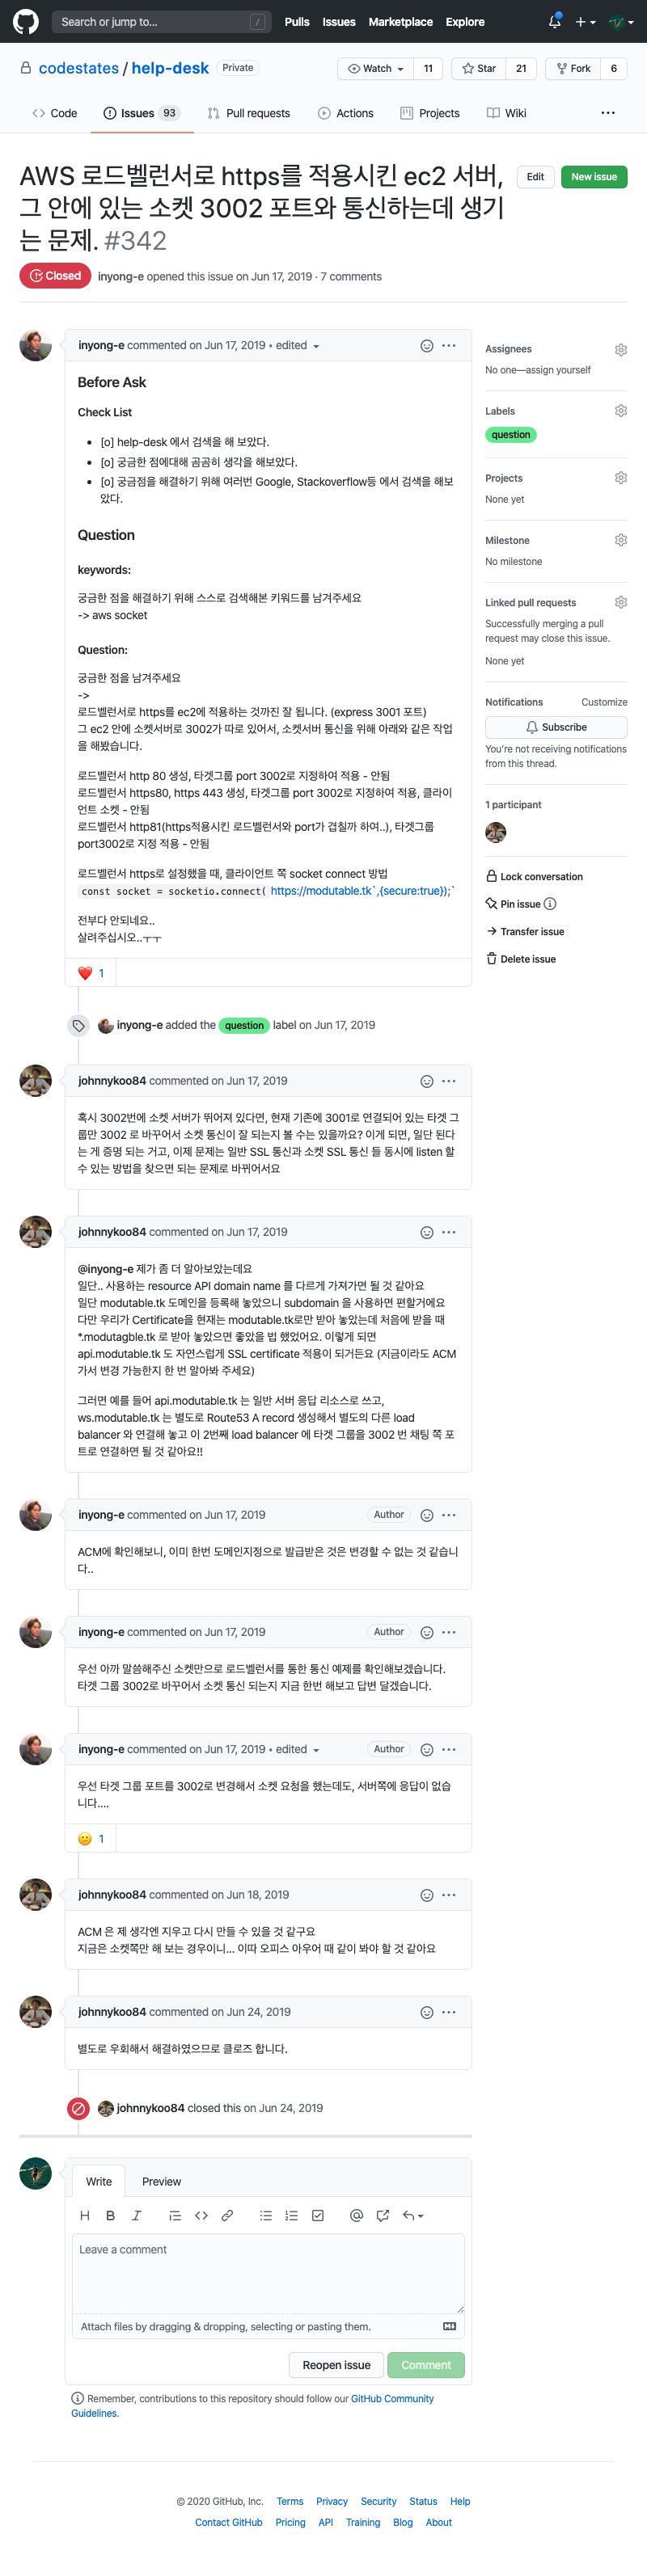 Search or jump to... /
Pulls Issues Marketplace Explore
codestates / help-desk Private
Watch 11 Star 21 Fork 6
Code Issues 93 Pull requests Actions Projects Wiki
AWS 로드벨런서로 https를 적용시킨 ec2 서버,
그 안에 있는 소켓 3002 포트와 통신하는데 생기
는 문제. #342
Edit New issue
Closed inyong-e opened this issue on Jun 17, 2019 · 7 comments
inyong-e commented on Jun 17, 2019 • edited
Before Ask
Check List
[o] help-desk 에서 검색을 해 보았다.
[o] 궁금한 점에대해 곰곰히 생각을 해보았다.
[o] 궁금점을 해결하기 위해 여러번 Google, Stackoverflow등 에서 검색을 해보
았다.
Question
keywords:
궁금한 점을 해결하기 위해 스스로 검색해본 키워드를 남겨주세요
-> aws socket
Question:
궁금한 점을 남겨주세요
->
로드벨런서로 https를 ec2에 적용하는 것까진 잘 됩니다. (express 3001 포트)
그 ec2 안에 소켓서버로 3002가 따로 있어서, 소켓서버 통신을 위해 아래와 같은 작업
을 해봤습니다.
로드벨런서 http 80 생성, 타겟그룹 port 3002로 지정하여 적용 - 안됨
로드벨런서 https80, https 443 생성, 타겟그룹 port 3002로 지정하여 적용, 클라이
언트 소켓 - 안됨
로드벨런서 http81(https적용시킨 로드벨런서와 port가 겹칠까 하여..), 타겟그룹
port3002로 지정 적용 - 안됨
로드벨런서 https로 설정했을 때, 클라이언트 쪽 socket connect 방법
const socket = socketio.connect( https://modutable.tk`,{secure:true});`
전부다 안되네요..
살려주십시오..ㅜㅜ
❤️ 1
inyong-e added the question label on Jun 17, 2019
johnnykoo84 commented on Jun 17, 2019
혹시 3002번에 소켓 서버가 뛰어져 있다면, 현재 기존에 3001로 연결되어 있는 타겟 그
룹만 3002 로 바꾸어서 소켓 통신이 잘 되는지 볼 수는 있을까요? 이게 되면, 일단 된다
는 게 증명 되는 거고, 이제 문제는 일반 SSL 통신과 소켓 SSL 통신 들 동시에 listen 할
수 있는 방법을 찾으면 되는 문제로 바뀌어서요
johnnykoo84 commented on Jun 17, 2019
@inyong-e 제가 좀 더 알아보았는데요
일단.. 사용하는 resource API domain name 를 다르게 가져가면 될 것 같아요
일단 modutable.tk 도메인을 등록해 놓았으니 subdomain 을 사용하면 편할거에요
다만 우리가 Certificate을 현재는 modutable.tk로만 받아 놓았는데 처음에 받을 때
*.modutagble.tk 로 받아 놓았으면 좋았을 법 했었어요. 이렇게 되면
api.modutable.tk 도 자연스럽게 SSL certificate 적용이 되거든요 (지금이라도 ACM
가서 변경 가능한지 한 번 알아봐 주세요)
그러면 예를 들어 api.modutable.tk 는 일반 서버 응답 리소스로 쓰고,
ws.modutable.tk 는 별도로 Route53 A record 생성해서 별도의 다른 load
balancer 와 연결해 놓고 이 2번째 load balancer 에 타겟 그룹을 3002 번 채팅 쪽 포
트로 연결하면 될 것 같아요!!
inyong-e commented on Jun 17, 2019 Author
ACM에 확인해보니, 이미 한번 도메인지정으로 발급받은 것은 변경할 수 없는 것 같습니
다..
inyong-e commented on Jun 17, 2019 Author
우선 아까 말씀해주신 소켓만으로 로드벨런서를 통한 통신 예제를 확인해보겠습니다.
타겟 그룹 3002로 바꾸어서 소켓 통신 되는지 지금 한번 해보고 답변 달겠습니다.
inyong-e commented on Jun 17, 2019 • edited Author
우선 타겟 그룹 포트를 3002로 변경해서 소켓 요청을 했는데도, 서버쪽에 응답이 없습
니다....
😕 1
johnnykoo84 commented on Jun 18, 2019
ACM 은 제 생각엔 지우고 다시 만들 수 있을 것 같구요
지금은 소켓쪽만 해 보는 경우이니... 이따 오피스 아우어 때 같이 봐야 할 것 같아요
johnnykoo84 commented on Jun 24, 2019
별도로 우회해서 해결하였으므로 클로즈 합니다.
johnnykoo84 closed this on Jun 24, 2019
Write Preview
Leave a comment
Attach files by dragging & dropping, selecting or pasting them.
Reopen issue Comment
Remember, contributions to this repository should follow our GitHub Community
Guidelines.
Assignees
No one—assign yourself
Labels
question
Projects
None yet
Milestone
No milestone
Linked pull requests
Successfully merging a pull
request may close this issue.
None yet
Notifications Customize
Subscribe
You're not receiving notifications
from this thread.
1 participant
Lock conversation
Pin issue
Transfer issue
Delete issue
© 2020 GitHub, Inc. Terms Privacy Security Status Help
Contact GitHub Pricing API Training Blog About